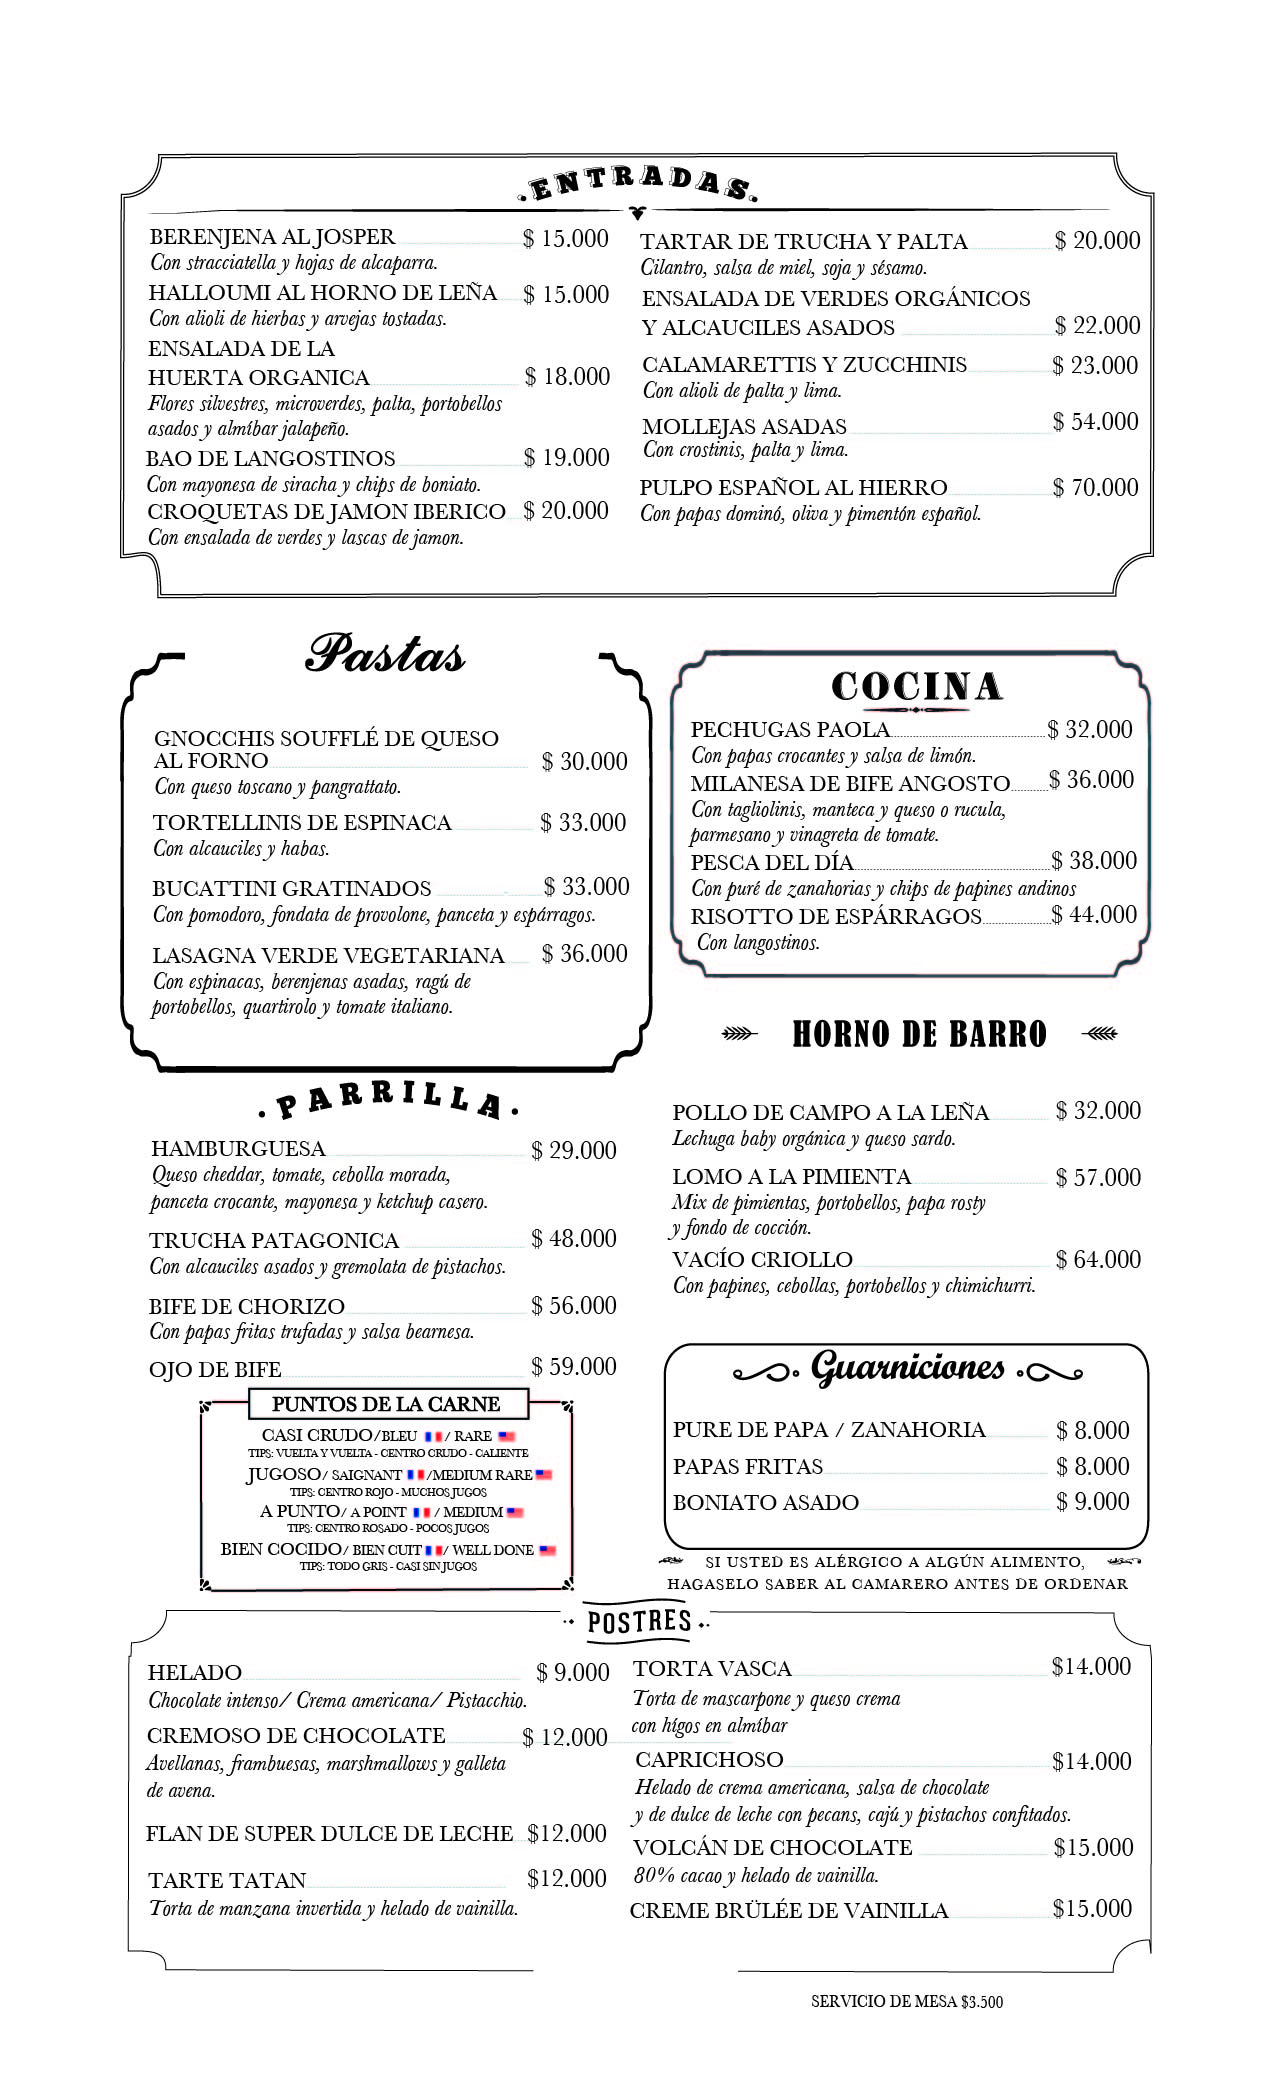 ENTRADAS
BERENJENA AL JOSPER $ 15.000
Con stracciatella y hojas de alcaparra.
HALLOUMI AL HORNO DE LEÑA $ 15.000
Con alioli de hierbas y arvejas tostadas.
ENSALADA DE LA
HUERTA ORGANICA $ 18.000
Flores silvestres, microverdes, palta, portobellos
asados y almíbar jalapeño.
BAO DE LANGOSTINOS $ 19.000
Con mayonesa de siracha y chips de boniato.
CROQUETAS DE JAMON IBERICO $ 20.000
Con ensalada de verdes y lascas de jamon.
TARTAR DE TRUCHA Y PALTA $ 20.000
Cilantro, salsa de miel, soja y sésamo.
ENSALADA DE VERDES ORGÁNICOS
Y ALCAUCILES ASADOS $ 22.000
CALAMARETTIS Y ZUCCHINIS $ 23.000
Con alioli de palta y lima.
MOLLEJAS ASADAS $ 54.000
Con crostinis, palta y lima.
PULPO ESPAÑOL AL HIERRO $ 70.000
Con papas dominó, oliva y pimentón español.
Pastas
GNOCCHIS SOUFFLÉ DE QUESO
AL FORNO $ 30.000
Con queso toscano y pangrattato.
TORTELLINIS DE ESPINACA $ 33.000
Con alcauciles y habas.
BUCATTINI GRATINADOS $ 33.000
Con pomodoro, fondata de provolone, panceta y espárragos.
LASAGNA VERDE VEGETARIANA $ 36.000
Con espinacas, berenjenas asadas, ragú de
portobellos, quartirolo y tomate italiano.
COCINA
PECHUGAS PAOLA $ 32.000
Con papas crocantes y salsa de limón.
MILANESA DE BIFE ANGOSTO $ 36.000
Con tagliolinis, manteca y queso o rucula,
parmesano y vinagreta de tomate.
PESCA DEL DÍA $ 38.000
Con puré de zanahorias y chips de papines andinos
RISOTTO DE ESPÁRRAGOS $ 44.000
Con langostinos.
PARRILLA
HAMBURGUESA $ 29.000
Queso cheddar, tomate, cebolla morada,
panceta crocante, mayonesa y ketchup casero.
TRUCHA PATAGONICA $ 48.000
Con alcauciles asados y gremolata de pistachos.
BIFE DE CHORIZO $ 56.000
Con papas fritas trufadas y salsa bearnesa.
OJO DE BIFE $ 59.000
PUNTOS DE LA CARNE
CASI CRUDO/BLEU / RARE
TIPS: VUELTA Y VUELTA - CENTRO CRUDO - CALIENTE
JUGOSO/ SAIGNANT /MEDIUM RARE
TIPS: CENTRO ROJO - MUCHOS JUGOS
A PUNTO/ A POINT / MEDIUM
TIPS: CENTRO ROSADO - POCOS JUGOS
BIEN COCIDO/ BIEN CUIT / WELL DONE
TIPS: TODO GRIS - CASI SIN JUGOS
HORNO DE BARRO
POLLO DE CAMPO A LA LEÑA $ 32.000
Lechuga baby orgánica y queso sardo.
LOMO A LA PIMIENTA $ 57.000
Mix de pimientas, portobellos, papa rosty
y fondo de cocción.
VACÍO CRIOLLO $ 64.000
Con papines, cebollas, portobellos y chimichurri.
Guarniciones
PURE DE PAPA / ZANAHORIA $ 8.000
PAPAS FRITAS $ 8.000
BONIATO ASADO $ 9.000
SI USTED ES ALÉRGICO A ALGÚN ALIMENTO,
HAGASELO SABER AL CAMARERO ANTES DE ORDENAR
POSTRES
HELADO $ 9.000
Chocolate intenso/ Crema americana/ Pistacchio.
CREMOSO DE CHOCOLATE $ 12.000
Avellanas, frambuesas, marshmallows y galleta
de avena.
FLAN DE SUPER DULCE DE LECHE $12.000
TARTE TATAN $12.000
Torta de manzana invertida y helado de vainilla.
TORTA VASCA $14.000
Torta de mascarpone y queso crema
con hígos en almíbar
CAPRICHOSO $14.000
Helado de crema americana, salsa de chocolate
y de dulce de leche con pecans, cajú y pistachos confitados.
VOLCÁN DE CHOCOLATE $15.000
80% cacao y helado de vainilla.
CREME BRÜLÉE DE VAINILLA $15.000
SERVICIO DE MESA $3.500